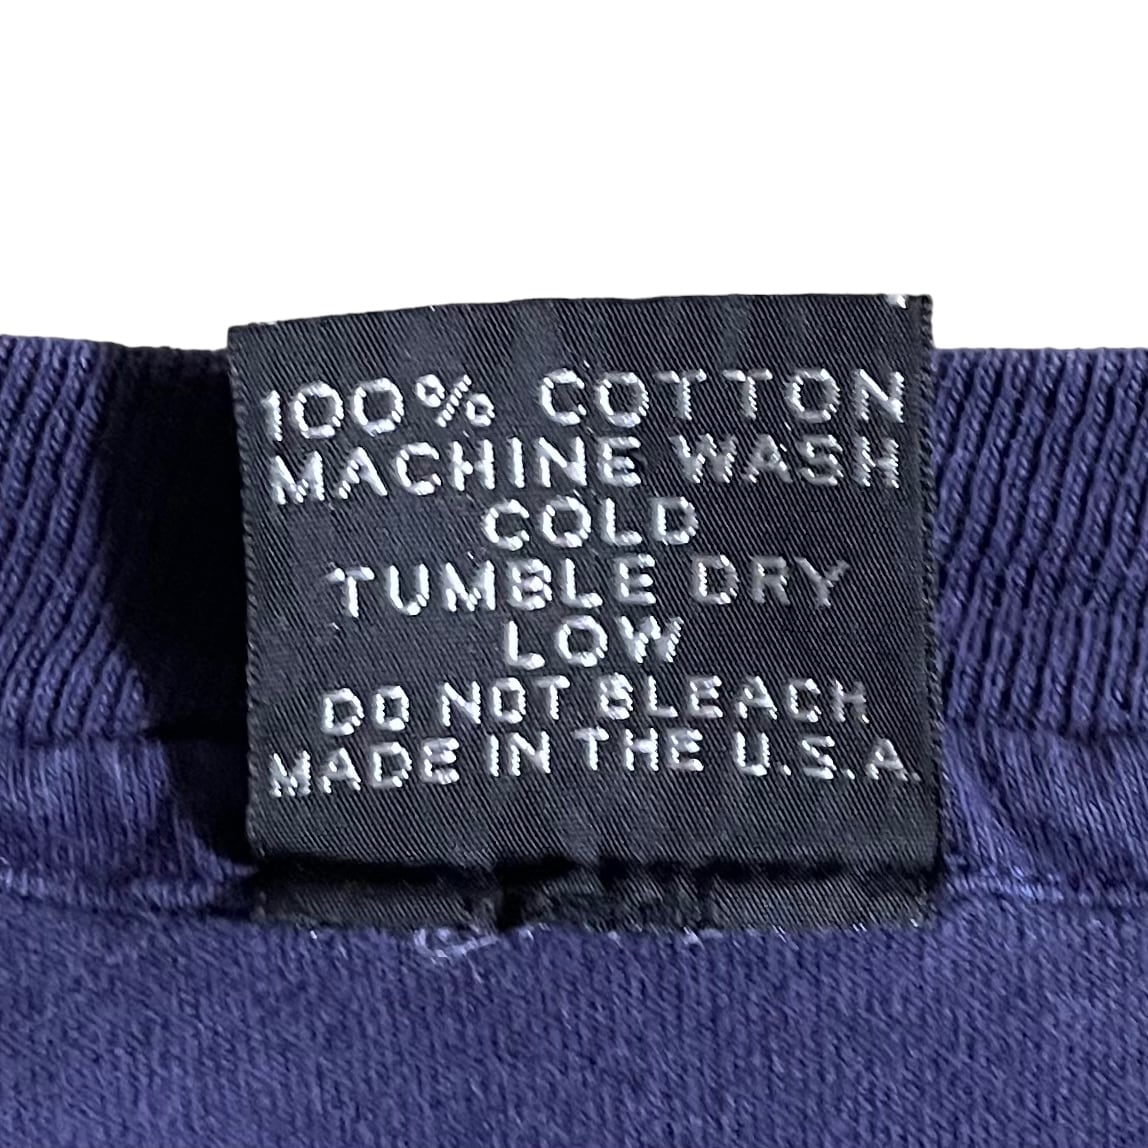 100% COTTON
MACHINE WASH
COLD
TUMBLE DRY
LOW
DO NOT BLEACH
MADE IN THE U.S.A.